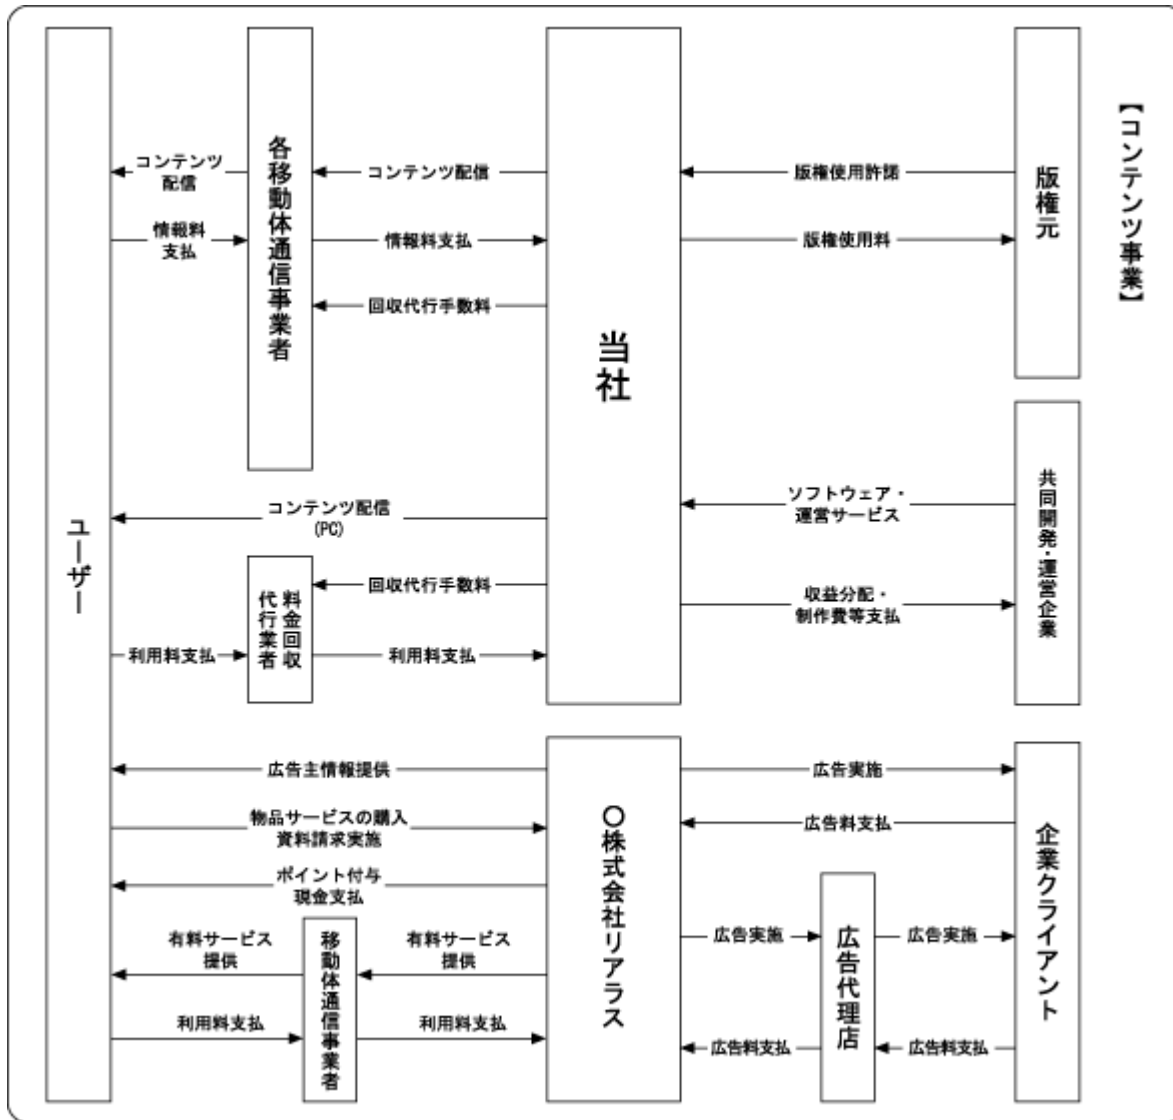 【コンテンツ事業】
ユーザー
各移動体通信事業者
当社
版権元
コンテンツ
配信
コンテンツ配信
版権使用許諾
情報料
支払
情報料支払
版権使用料
回収代行手数料
共同開発・運営企業
コンテンツ配信
(PC)
ソフトウェア・
運営サービス
料金回収
代行業者
回収代行手数料
収益分配・
制作費等支払
利用料支払
利用料支払
〇株式会社リアラス
企業クライアント
広告主情報提供
広告実施
物品サービスの購入
資料請求実施
広告料支払
ポイント付与
現金支払
移動体通信事業者
広告代理店
有料サービス
提供
有料サービス
提供
広告実施
広告実施
利用料支払
利用料支払
広告料支払
広告料支払